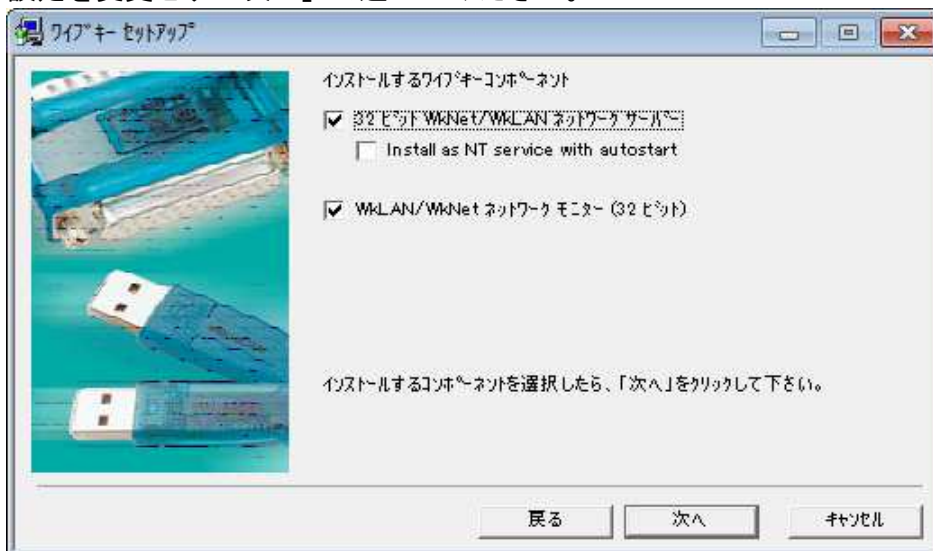 ﾜｲﾌﾞｷｰ ｾｯﾄｱｯﾌﾟ
ｲﾝｽﾄｰﾙするﾜｲﾌﾞｷｰｺﾝﾎﾟｰﾈﾝﾄ
32 ﾋﾞｯﾄ WkNet/WkLAN ﾈｯﾄﾜｰｸ ｻｰﾊﾞｰ
Install as NT service with autostart
WkLAN/WkNet ﾈｯﾄﾜｰｸ ﾓﾆﾀｰ (32 ﾋﾞｯﾄ)
ｲﾝｽﾄｰﾙするｺﾝﾎﾟｰﾈﾝﾄを選択したら、「次へ」をｸﾘｯｸして下さい。
戻る
次へ
ｷｬﾝｾﾙ